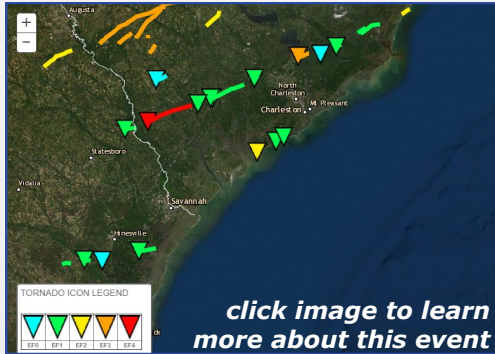 Augusta
+
−
North
Charleston
Mt Pleasant
Charleston
Statesboro
Vidalia
Savannah
Hinesville
TORNADO ICON LEGEND
EF0 EF1 EF2 EF3 EF4
ck
click image to learn
more about this event